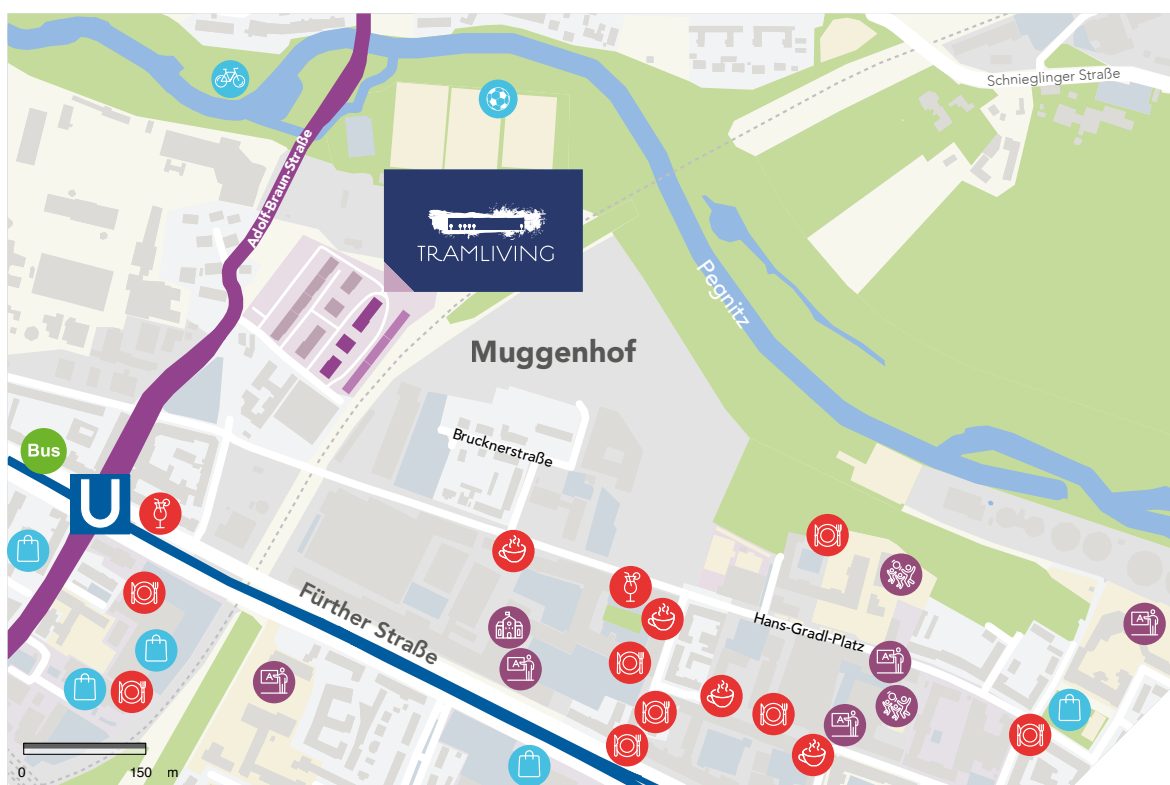 Schnieglinger Straße
Adolf-Braun-Straße
TRAMLIVING
Pegnitz
Muggenhof
Brucknerstraße
Bus
U
Fürther Straße
Hans-Gradl-Platz
A
A
A
A
A
0 150 m